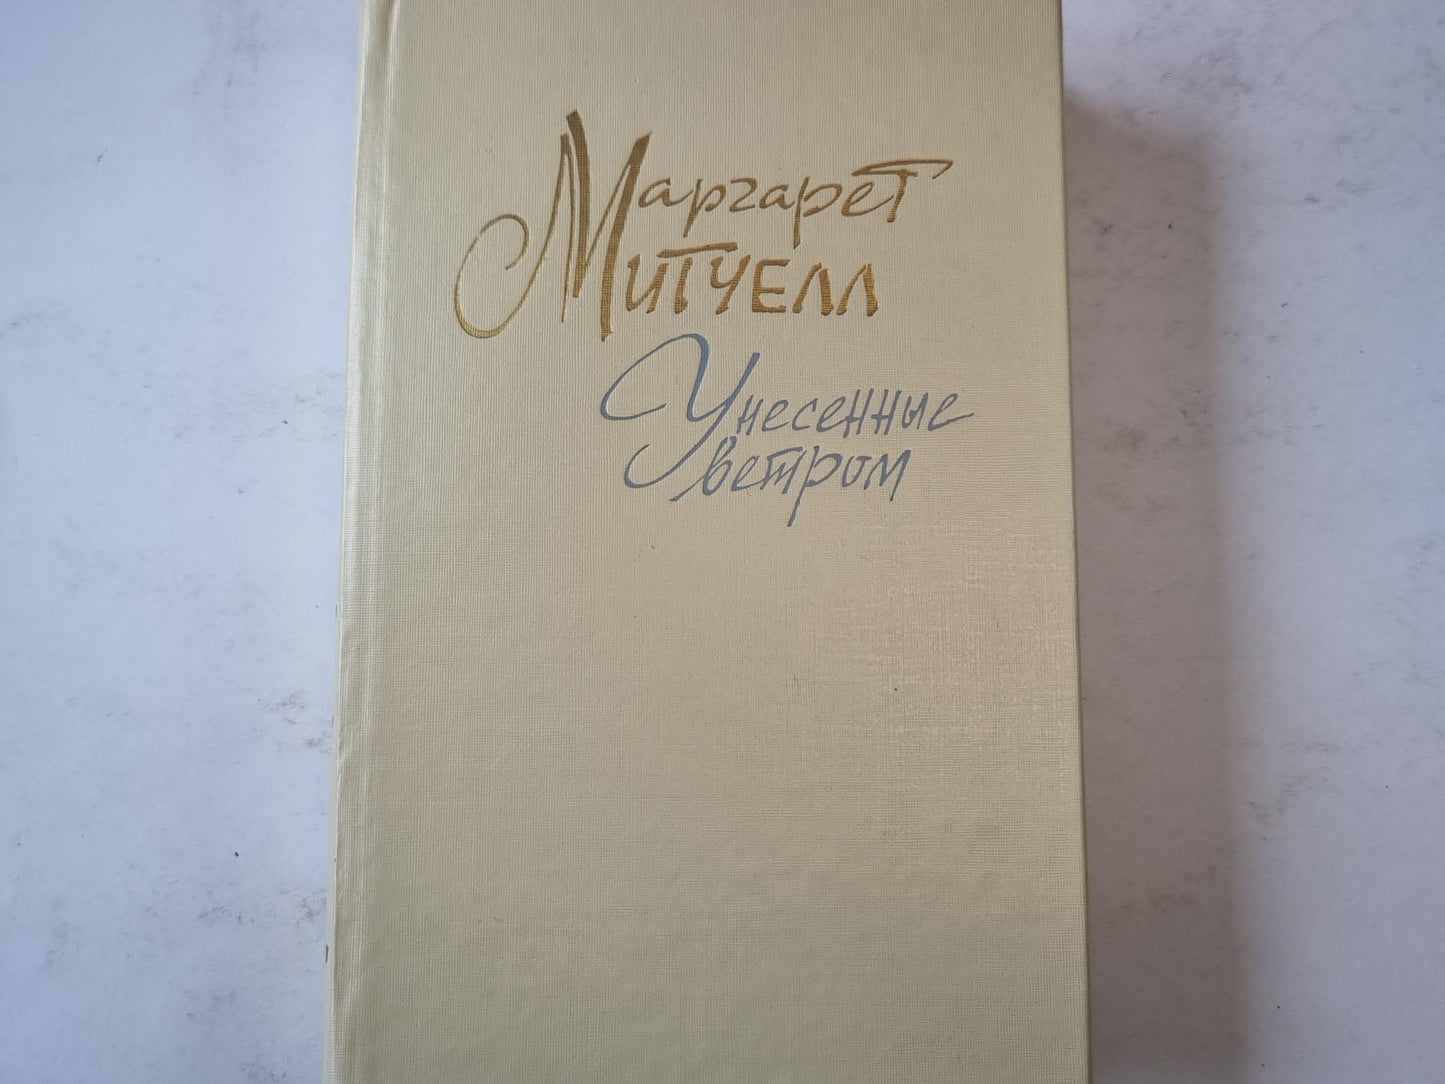 Маргарет
Митчелл
Унесенные
ветром